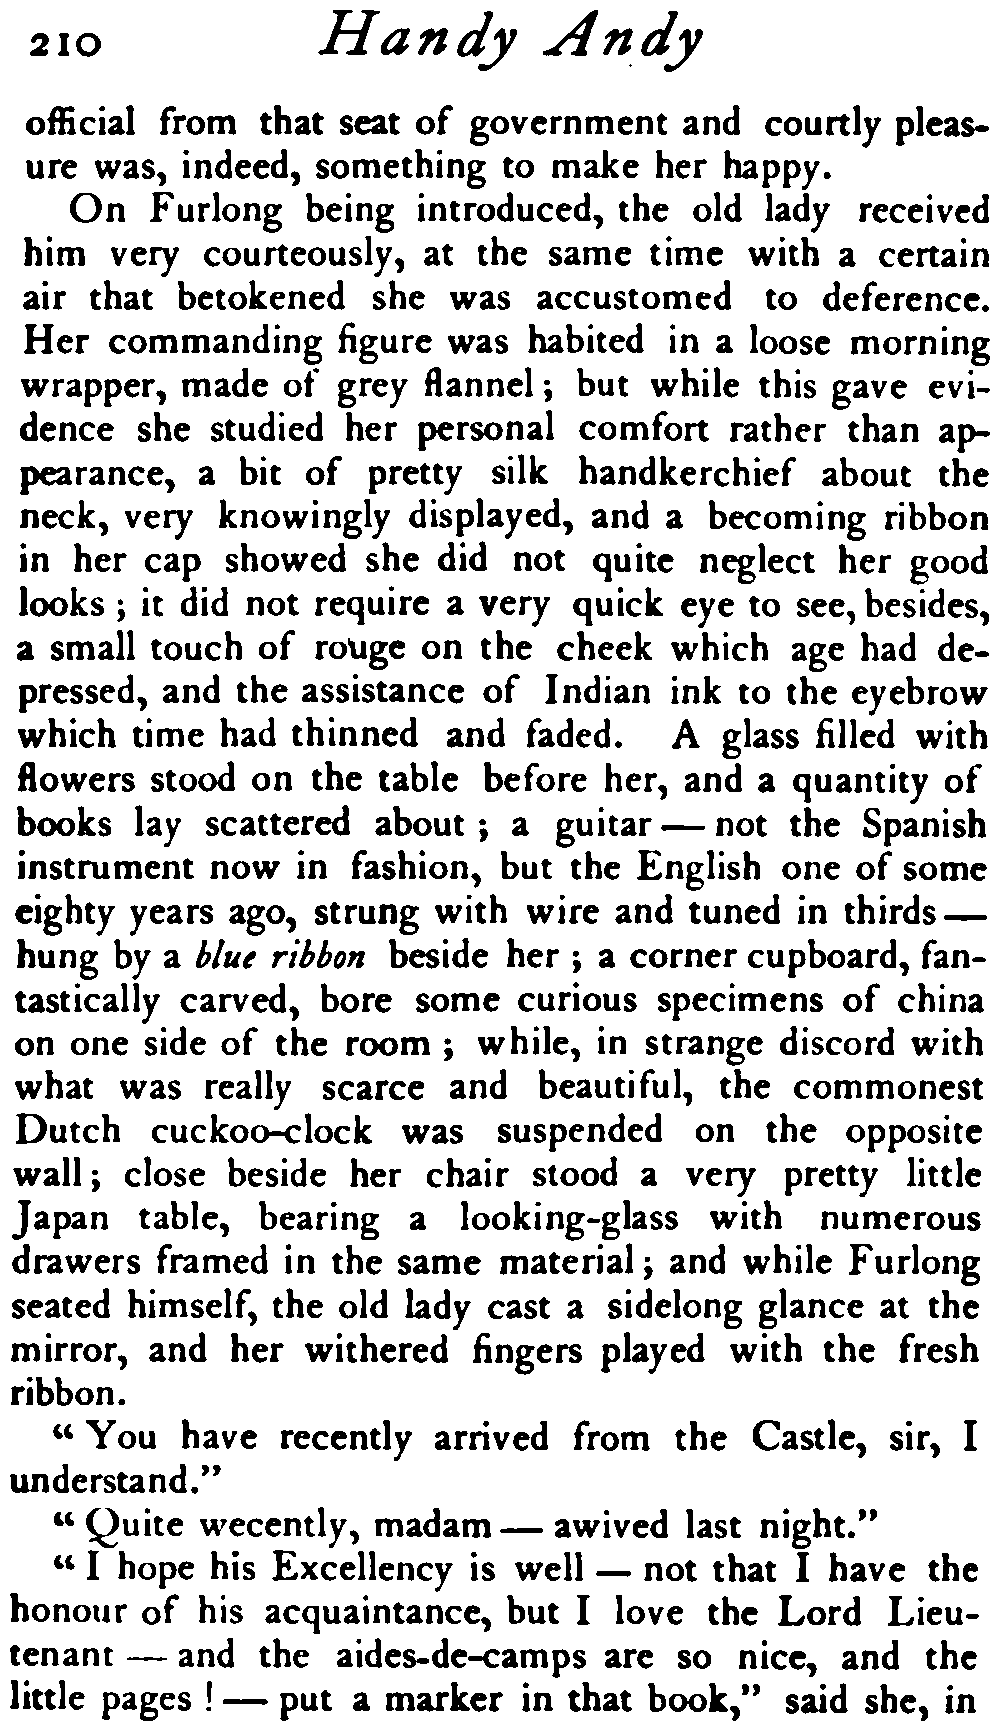 210 Handy Andy
official from that seat of government and courtly pleas-
ure was, indeed, something to make her happy.
On Furlong being introduced, the old lady received
him very courteously, at the same time with a certain
air that betokened she was accustomed to deference.
Her commanding figure was habited in a loose morning
wrapper, made of grey flannel; but while this gave evi-
dence she studied her personal comfort rather than ap-
pearance, a bit of pretty silk handkerchief about the
neck, very knowingly displayed, and a becoming ribbon
in her cap showed she did not quite neglect her good
looks; it did not require a very quick eye to see, besides,
a small touch of rouge on the cheek which age had de-
pressed, and the assistance of Indian ink to the eyebrow
which time had thinned and faded. A glass filled with
flowers stood on the table before her, and a quantity of
books lay scattered about; a guitar — not the Spanish
instrument now in fashion, but the English one of some
eighty years ago, strung with wire and tuned in thirds —
hung by a blue ribbon beside her; a corner cupboard, fan-
tastically carved, bore some curious specimens of china
on one side of the room; while, in strange discord with
what was really scarce and beautiful, the commonest
Dutch cuckoo-clock was suspended on the opposite
wall; close beside her chair stood a very pretty little
Japan table, bearing a looking-glass with numerous
drawers framed in the same material; and while Furlong
seated himself, the old lady cast a sidelong glance at the
mirror, and her withered fingers played with the fresh
ribbon.
"You have recently arrived from the Castle, sir, I
understand."
"Quite wecently, madam — awived last night."
"I hope his Excellency is well — not that I have the
honour of his acquaintance, but I love the Lord Lieu-
tenant — and the aides-de-camps are so nice, and the
little pages! — put a marker in that book," said she, in